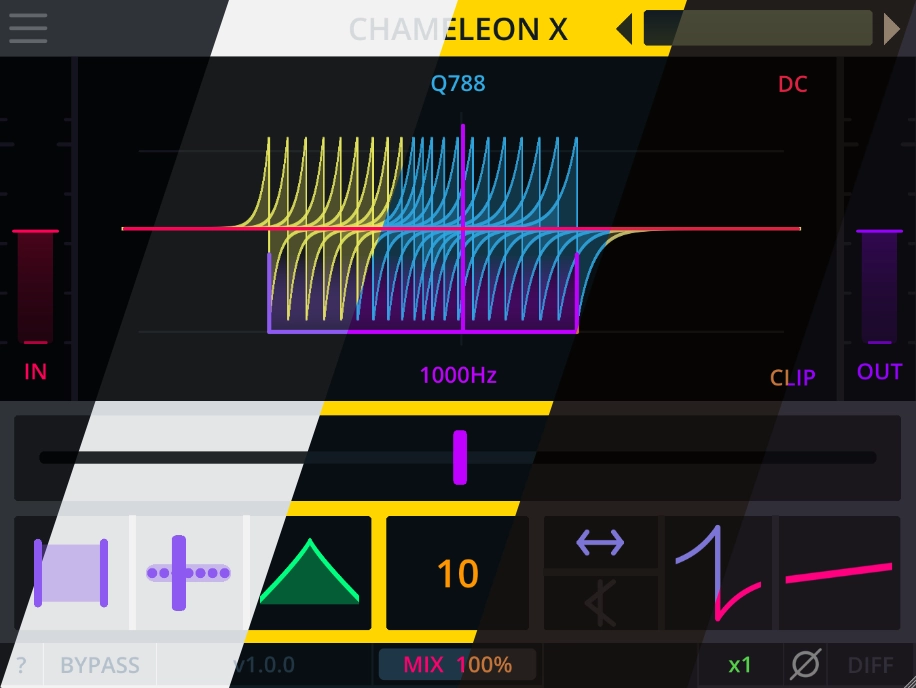 CHAMELEON X
Q788
DC
IN
1000Hz
CLIP
OUT
10
?
BYPASS
v1.0.0
MIX 100%
x1
DIFF